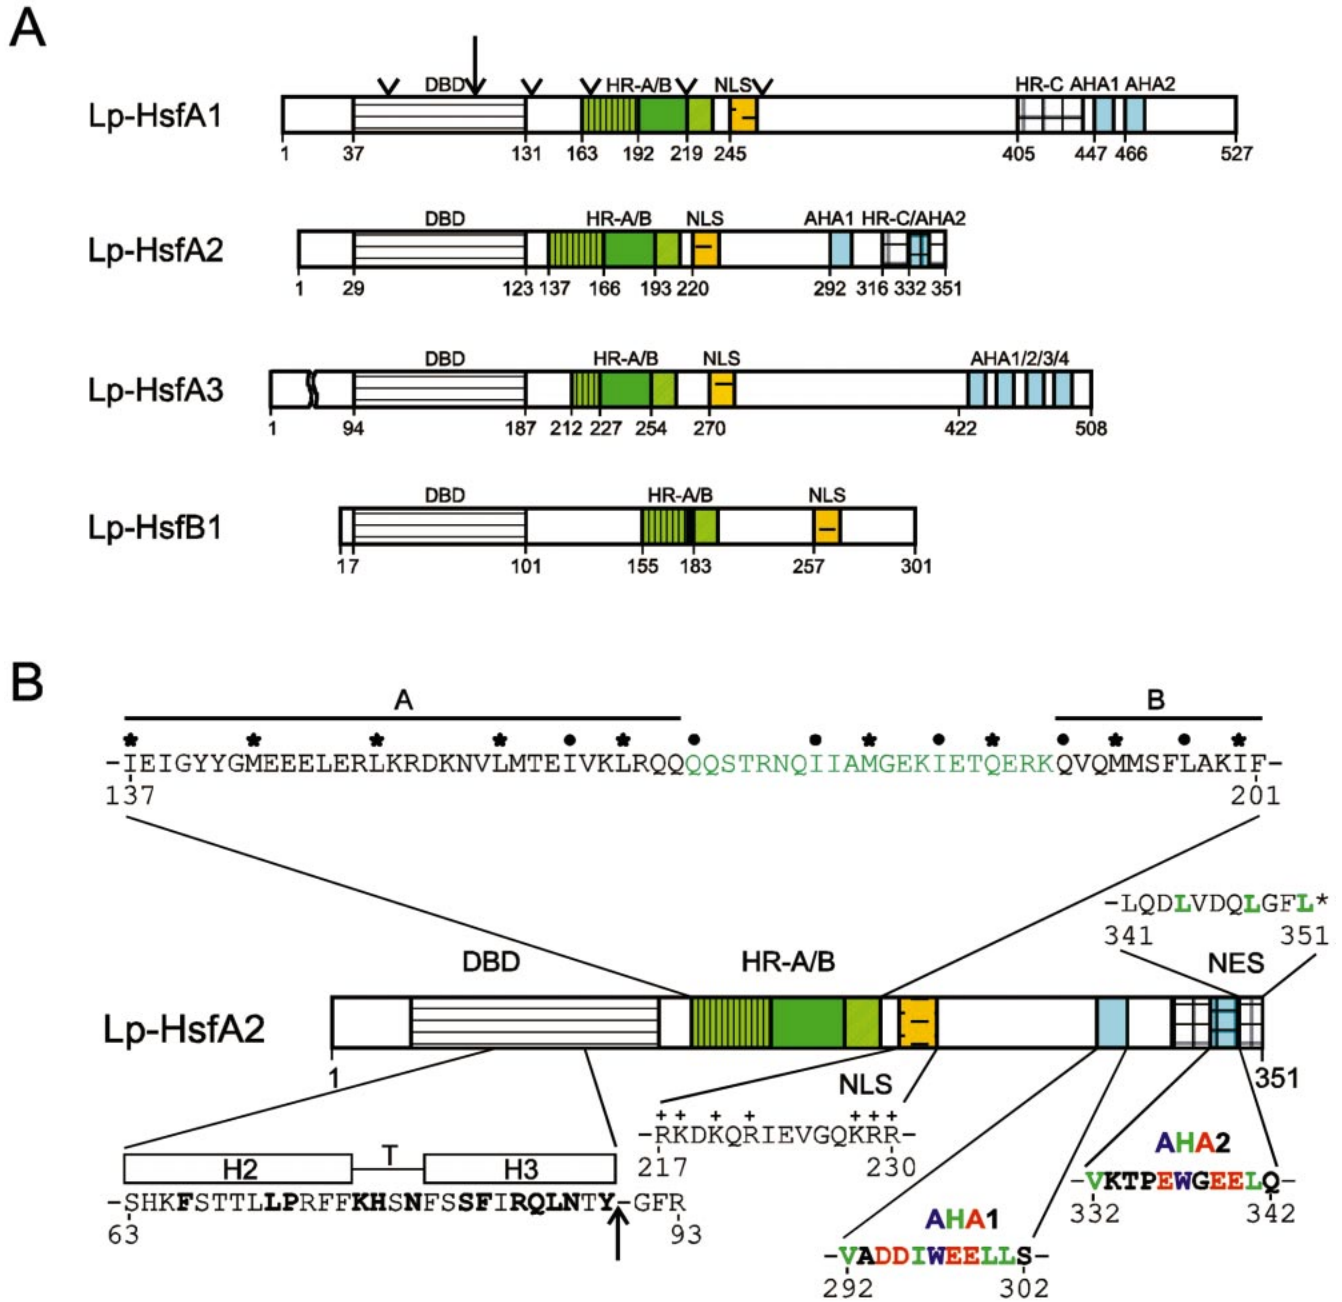 A
DBD HR-A/B NLS HR-C AHA1 AHA2
Lp-HsfA1
1 37 131 163 192 219 245 405 447 466 527
DBD HR-A/B NLS AHA1 HR-C/AHA2
Lp-HsfA2
1 29 123 137 166 193 220 292 316 332 351
DBD HR-A/B NLS AHA1/2/3/4
Lp-HsfA3
1 94 187 212 227 254 270 422 508
DBD HR-A/B NLS
Lp-HsfB1
17 101 155 183 257 301
B
A B
* * * * • * • • * • * • * • *
-IEIGYYGMEEELERLKRDKNVLMTEIVKLRQQQQSTRNQIIAMGEKIETQERKQVQMMSFLAKIF-
137 201
-LQDLVDQLGFL*
341 351
DBD HR-A/B NES
Lp-HsfA2
1 351
NLS
+ + + + + + +
-RKDKQRIEVGQKRR-
217 230
H2 T H3
-SHKFSTTLLPRFFKHSNFSSFIRQLNTY-GFR
63 93
AHA2
-VKTPEWGEELQ-
332 342
AHA1
-VADDIWEELLS-
292 302